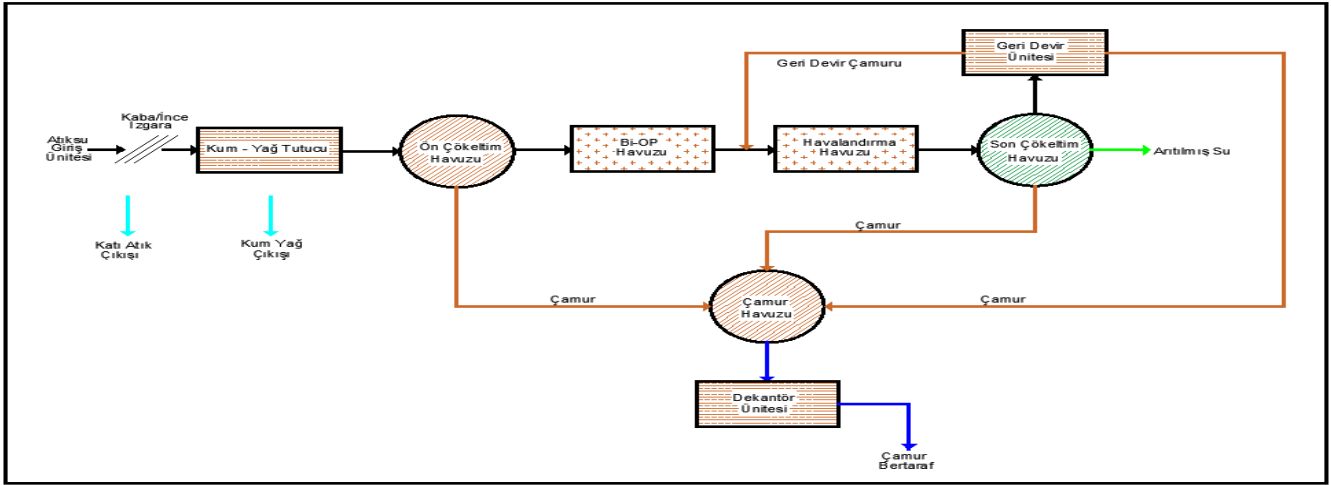 Geri Devir
Ünitesi
Geri Devir Çamuru
Kaba/İnce
Izgara
Atıksu
Giriş
Ünitesi
Kum - Yağ Tutucu
Ön Çökeltim
Havuzu
Bi-OP
Havuzu
Havalandırma
Havuzu
Son Çökeltim
Havuzu
Arıtılmış Su
Katı Atık
Çıkışı
Kum Yağ
Çıkışı
Çamur
Çamur
Çamur
Çamur
Havuzu
Dekantör
Ünitesi
Çamur
Bertaraf